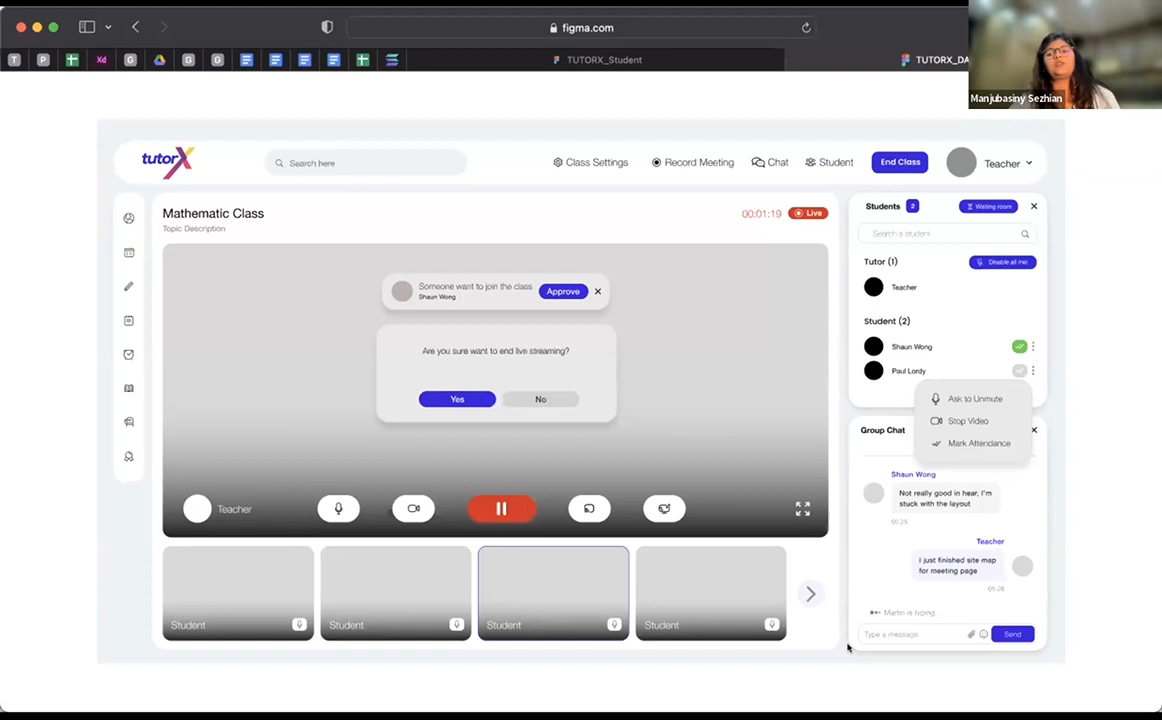 figma.com
T
P
Xd
G
G
G
TUTORX_Student
TUTORX_DA
Manjubasiny Sezhian
tutorX
Search here
Class Settings
Record Meeting
Chat
Student
End Class
Teacher
Mathematic Class
Topic Description
00:01:19
Live
Someone want to join the class
Shaun Wong
Approve
Are you sure want to end live streaming?
Yes
No
Teacher
Student
Student
Student
Student
Students
2
Waiting room
Search a student
Tutor (1)
Disable all mic
Teacher
Student (2)
Shaun Wong
Paul Lordy
Ask to Unmute
Stop Video
Mark Attendance
Group Chat
Shaun Wong
Not really good in hear, I'm
stuck with the layout
05:25
Teacher
I just finished site map
for meeting page
05:26
Martin is typing...
Type a message.
Send